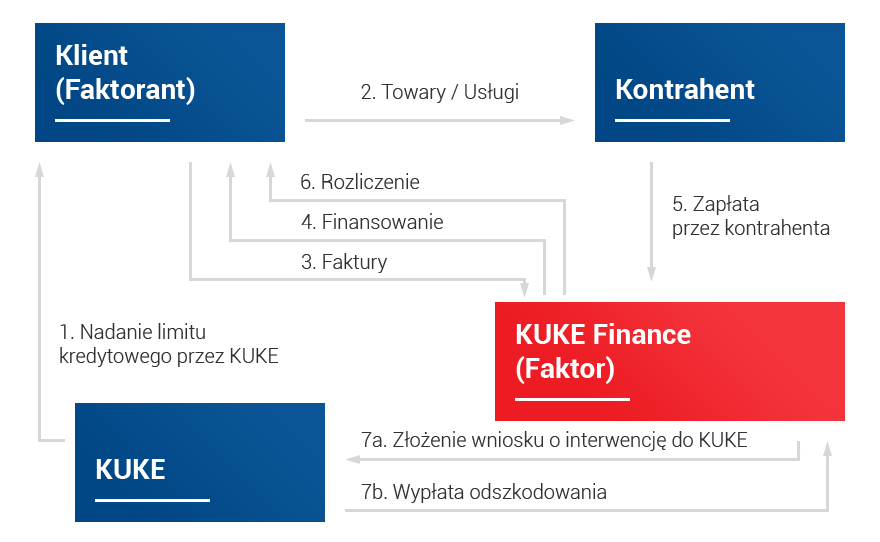 Klient
(Faktorant)
2. Towary / Usługi
Kontrahent
6. Rozliczenie
4. Finansowanie
3. Faktury
5. Zapłata
przez kontrahenta
1. Nadanie limitu
kredytowego przez KUKE
KUKE Finance
(Faktor)
KUKE
7a. Złożenie wniosku o interwencję do KUKE
7b. Wypłata odszkodowania